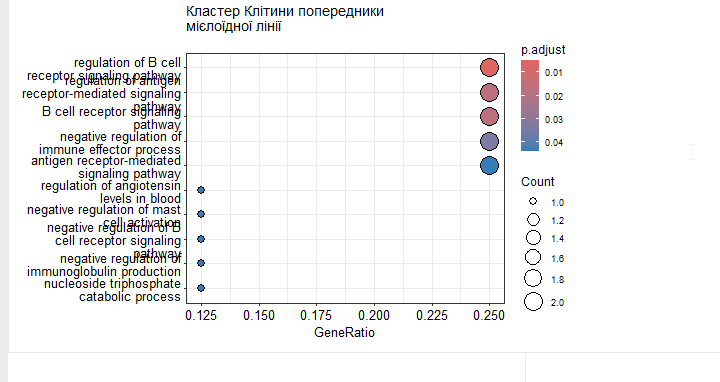 Кластер Клітини попередники
мієлоїдної лінії
regulation of B cell
receptor signaling pathway
regulation of antigen
receptor-mediated signaling
pathway
B cell receptor signaling
pathway
negative regulation of
immune effector process
antigen receptor-mediated
signaling pathway
regulation of angiotensin
levels in blood
negative regulation of mast
cell activation
negative regulation of B
cell receptor signaling
pathway
negative regulation of
immunoglobulin production
nucleoside triphosphate
catabolic process
0.125 0.150 0.175 0.200 0.225 0.250
GeneRatio
p.adjust
0.01
0.02
0.03
0.04
Count
1.0
1.2
1.4
1.6
1.8
2.0